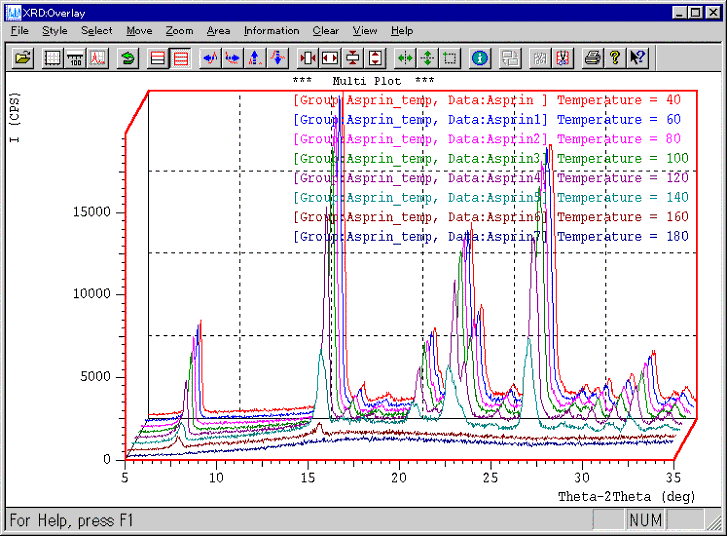 XRD:Overlay
File Style Select Move Zoom Area Information Clear View Help
100
*** Multi Plot ***
I (CPS)
[Group:Asprin_temp, Data:Asprin ] Temperature = 40
[Group:Asprin_temp, Data:Asprin1] Temperature = 60
[Group:Asprin_temp, Data:Asprin2] Temperature = 80
[Group:Asprin_temp, Data:Asprin3] Temperature = 100
[Group:Asprin_temp, Data:Asprin4] Temperature = 120
[Group:Asprin_temp, Data:Asprin5] Temperature = 140
[Group:Asprin_temp, Data:Asprin6] Temperature = 160
[Group:Asprin_temp, Data:Asprin7] Temperature = 180
15000
10000
5000
0
5 10 15 20 25 30 35
Theta-2Theta (deg)
For Help, press F1
NUM